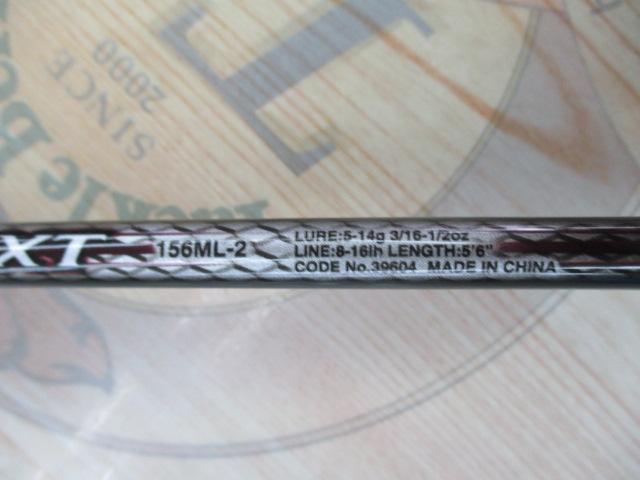 SINCE
2000
XT 156ML-2
LURE:5-14g 3/16-1/2oz
LINE:8-16lh LENGTH:5'6"
CODE No.39604 MADE IN CHINA